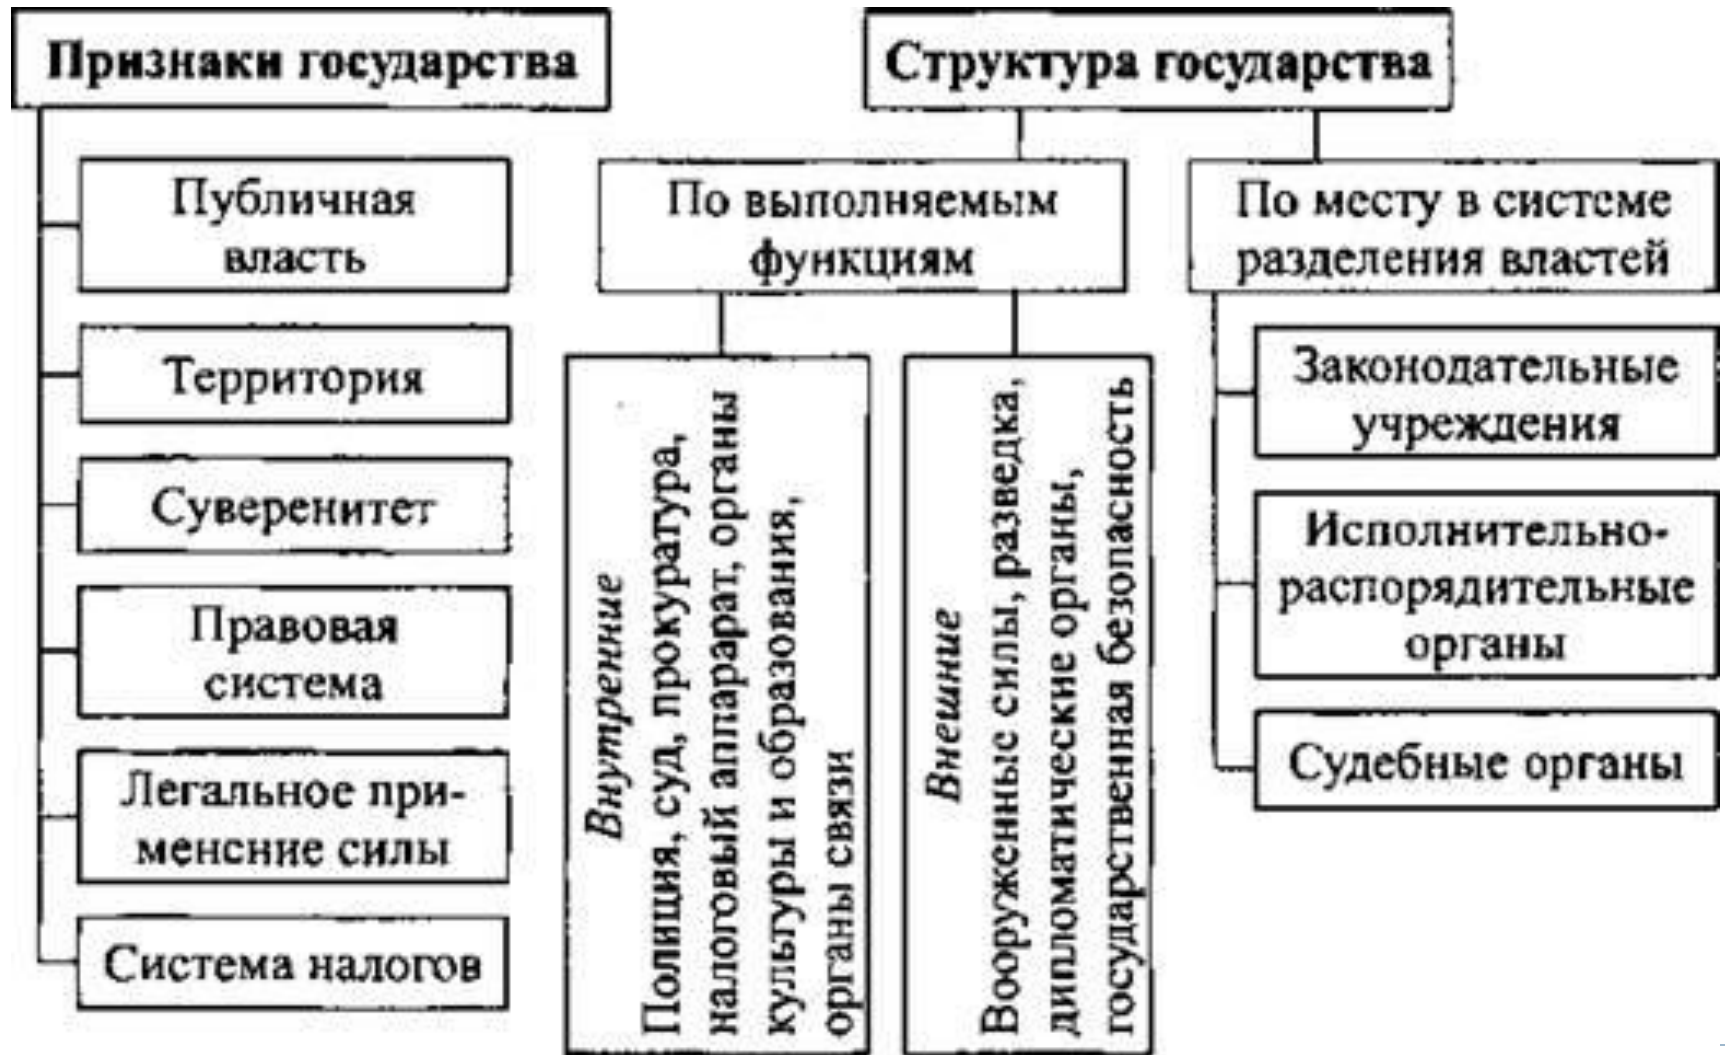 Признаки государства
Публичная
власть
Территория
Суверенитет
Правовая
система
Легальное при-
менение силы
Система налогов
Структура государства
По выполняемым
функциям
Внутренние
Полиция, суд, прокуратура,
налоговый аппарарат, органы
культуры и образования,
органы связи
Внешние
Вооруженные силы, разведка,
дипломатические органы,
государственная безопасность
По месту в системе
разделения властей
Законодательные
учреждения
Исполнительно-
распорядительные
органы
Судебные органы